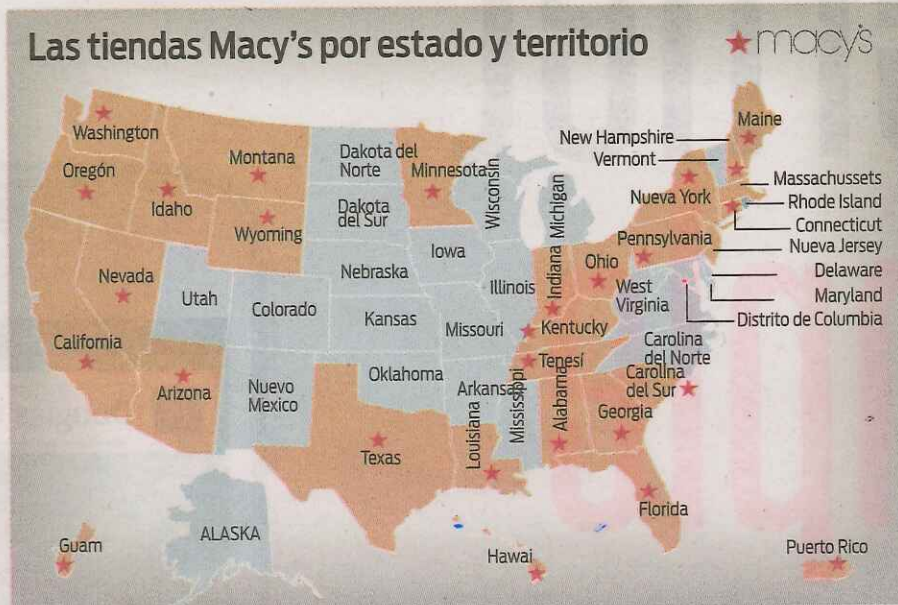 Las tiendas Macy's por estado y territorio
macy's
Washington
Oregón
Idaho
Montana
Wyoming
Nevada
California
Utah
Arizona
Colorado
Nuevo
Mexico
Dakota del
Norte
Dakota
del Sur
Nebraska
Kansas
Oklahoma
Texas
Minnesota
Iowa
Missouri
Arkansas
Louisiana
Wisconsin
Illinois
Michigan
Indiana
Ohio
Kentucky
Tenesí
Mississippi
Alabama
Georgia
Florida
Carolina
del Sur
Carolina
del Norte
West
Virginia
Pennsylvania
Nueva York
New Hampshire
Vermont
Maine
Massachussets
Rhode Island
Connecticut
Nueva Jersey
Delaware
Maryland
Distrito de Columbia
Guam
ALASKA
Hawai
Puerto Rico